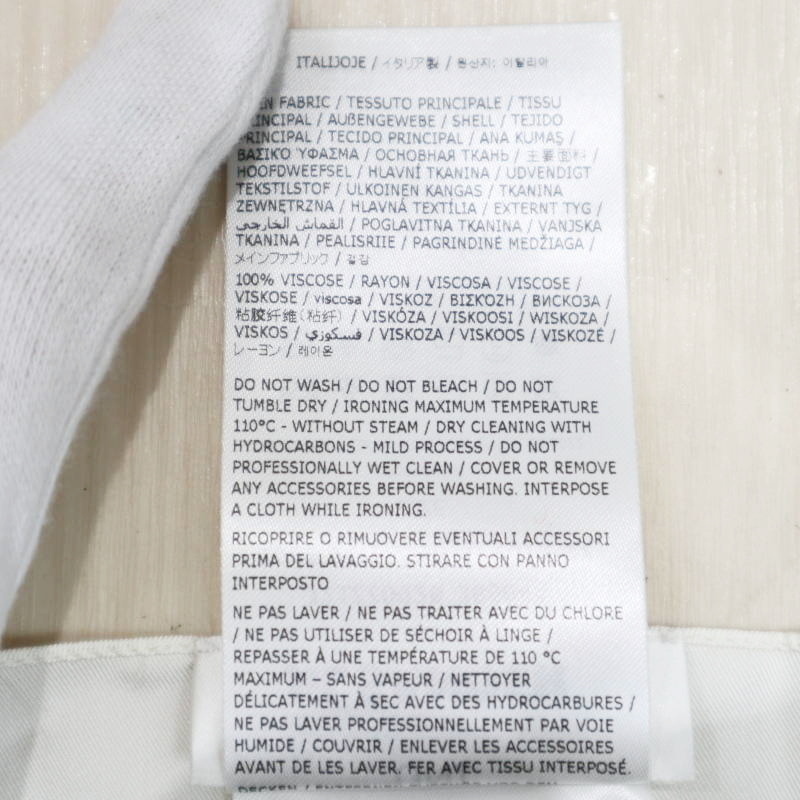 ITALIJOJE / イタリア製 / 원산지: 이탈리아
FABRIC / TESSUTO PRINCIPALE / TISSU
PRINCIPAL / AUßENGEWEBE / SHELL / TEJIDO
PRINCIPAL / TECIDO PRINCIPAL / ANA KUMAŞ /
ΒΑΣΙΚΌ ΎΦΑΣΜΑ / ОСНОВНАЯ ТКАНЬ / 主要面料 /
HOOFDWEEFSEL / HLAVNÍ TKANINA / UDVENDIGT
TEKSTILSTOF / ULKOINEN KANGAS / TKANINA
ZEWNĘTRZNA / HLAVNÁ TEXTÍLIA / EXTERNT TYG /
القماش الخارجي / POGLAVITNA TKANINA / VANJSKA
TKANINA / PEALISRIIE / PAGRINDINĖ MEDŽIAGA /
メインファブリック / 겉감
100% VISCOSE / RAYON / VISCOSA / VISCOSE /
VISKOSE / viscosa / VISKOZ / ΒΙΣΚΌΖΗ / ВИСКОЗА /
粘胶纤维(粘纤) / VISKÓZA / VISKOOSI / WISKOZA /
VISKOS / فسكوزي / VISKOZA / VISKOOS / VISKOZĖ /
レーヨン / 레이온
DO NOT WASH / DO NOT BLEACH / DO NOT
TUMBLE DRY / IRONING MAXIMUM TEMPERATURE
110°C - WITHOUT STEAM / DRY CLEANING WITH
HYDROCARBONS - MILD PROCESS / DO NOT
PROFESSIONALLY WET CLEAN / COVER OR REMOVE
ANY ACCESSORIES BEFORE WASHING. INTERPOSE
A CLOTH WHILE IRONING.
RICOPRIRE O RIMUOVERE EVENTUALI ACCESSORI
PRIMA DEL LAVAGGIO. STIRARE CON PANNO
INTERPOSTO
NE PAS LAVER / NE PAS TRAITER AVEC DU CHLORE
/ NE PAS UTILISER DE SÉCHOIR À LINGE /
REPASSER À UNE TEMPÉRATURE DE 110 °C
MAXIMUM – SANS VAPEUR / NETTOYER
DÉLICATEMENT À SEC AVEC DES HYDROCARBURES /
NE PAS LAVER PROFESSIONNELLEMENT PAR VOIE
HUMIDE / COUVRIR / ENLEVER LES ACCESSOIRES
AVANT DE LES LAVER. FER AVEC TISSU INTERPOSÉ.